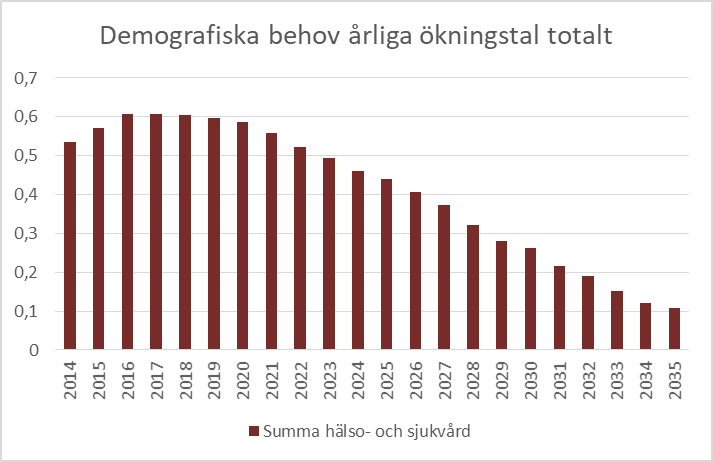 Demografiska behov årliga ökningstal totalt
0,7
0,6
0,5
0,4
0,3
0,2
0,1
0
2014 2015 2016 2017 2018 2019 2020 2021 2022 2023 2024 2025 2026 2027 2028 2029 2030 2031 2032 2033 2034 2035
Summa hälso- och sjukvård